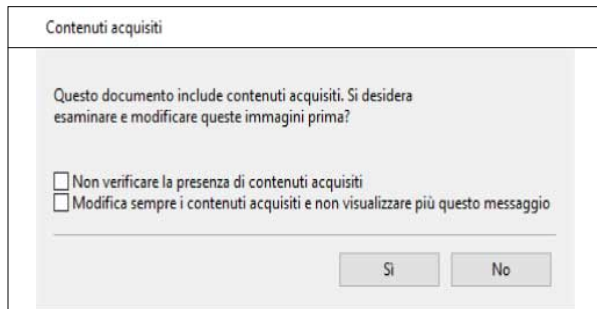 Contenuti acquisiti
Questo documento include contenuti acquisiti. Si desidera
esaminare e modificare queste immagini prima?
Non verificare la presenza di contenuti acquisiti
Modifica sempre i contenuti acquisiti e non visualizzare più questo messaggio
Sì
No